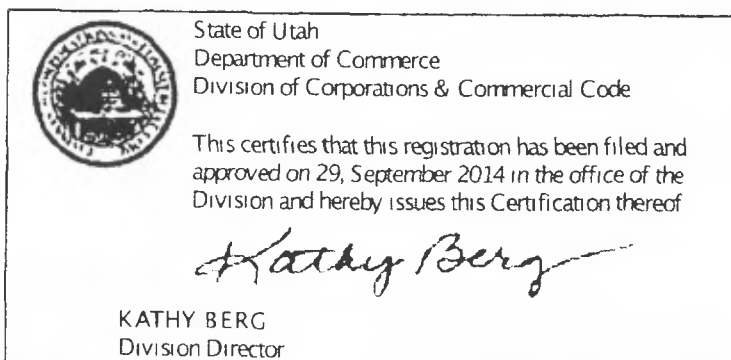 State of Utah
Department of Commerce
Division of Corporations & Commercial Code
This certifies that this registration has been filed and
approved on 29, September 2014 in the office of the
Division and hereby issues this Certification thereof
Kathy Berg
KATHY BERG
Division Director